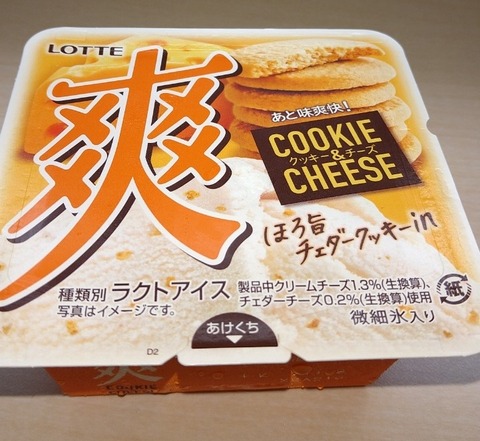 LOTTE
爽
あと味爽快!
COOKIE
クッキー&チーズ
CHEESE
ほろ旨
チェダークッキーin
種類別 ラクトアイス
写真はイメージです。
製品中クリームチーズ1.3%(生換算)、
チェダーチーズ0.2%(生換算)使用
微細氷入り
紙
あけくち
D2
爽
COOKIE